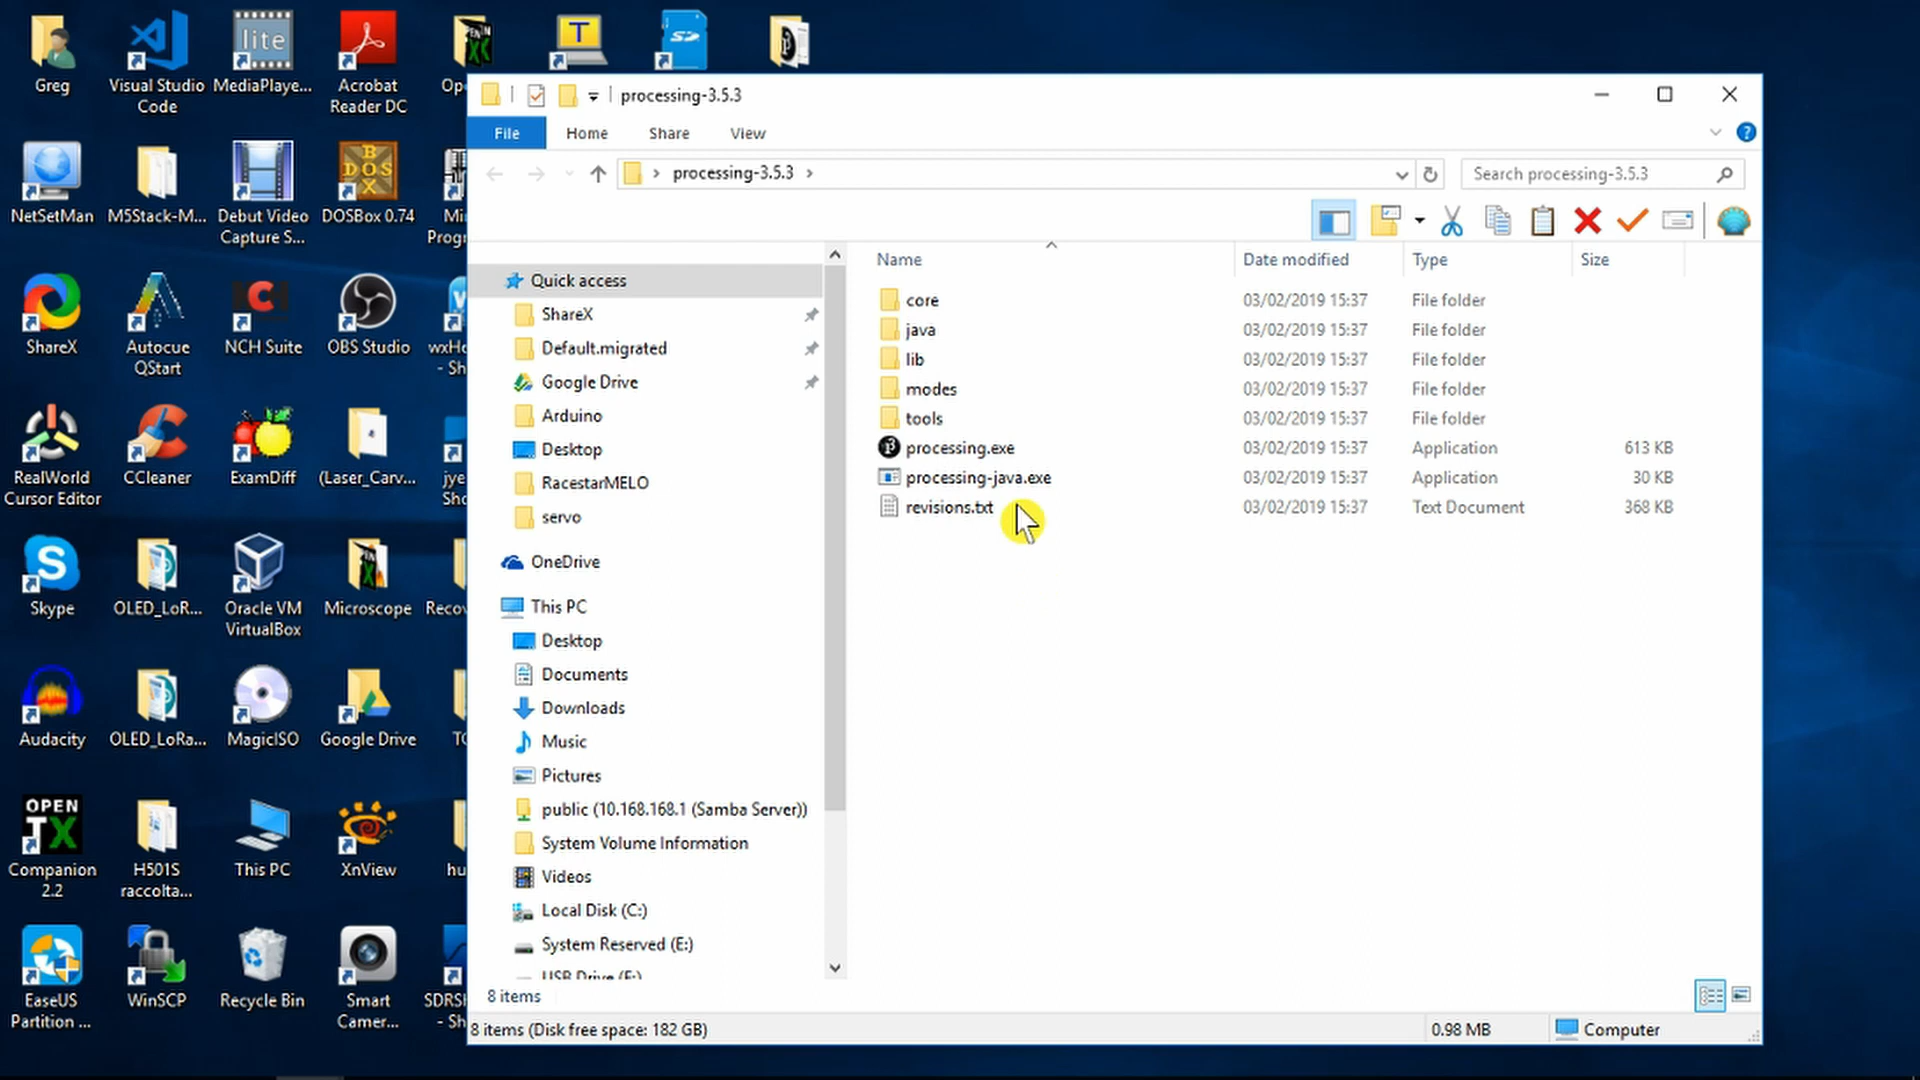 Greg
Visual Studio
Code
MediaPlaye...
Acrobat
Reader DC
lite
T
NetSetMan
M5Stack-M...
Debut Video
Capture S...
DOSBox 0.74
BOX
DOS
ShareX
Autocue
QStart
NCH Suite
OBS Studio
RealWorld
Cursor Editor
CCleaner
ExamDiff
(Laser_Carv...
Skype
OLED_LoR...
Oracle VM
VirtualBox
Microscope
Audacity
OLED_LoRa...
MagicISO
Google Drive
OPEN
TX
Companion
2.2
H501S
raccolta...
This PC
XnView
EaseUS
Partition ...
WinSCP
Recycle Bin
Smart
Camer...
processing-3.5.3
File
Home
Share
View
processing-3.5.3
Search processing-3.5.3
Quick access
ShareX
Default.migrated
Google Drive
Arduino
Desktop
RacestarMELO
servo
OneDrive
This PC
Desktop
Documents
Downloads
Music
Pictures
public (10.168.168.1 (Samba Server))
System Volume Information
Videos
Local Disk (C:)
System Reserved (E:)
USB Drive (F:)
Name Date modified Type Size
core 03/02/2019 15:37 File folder
java 03/02/2019 15:37 File folder
lib 03/02/2019 15:37 File folder
modes 03/02/2019 15:37 File folder
tools 03/02/2019 15:37 File folder
processing.exe 03/02/2019 15:37 Application 613 KB
processing-java.exe 03/02/2019 15:37 Application 30 KB
revisions.txt 03/02/2019 15:37 Text Document 368 KB
8 items
8 items (Disk free space: 182 GB)
0.98 MB
Computer